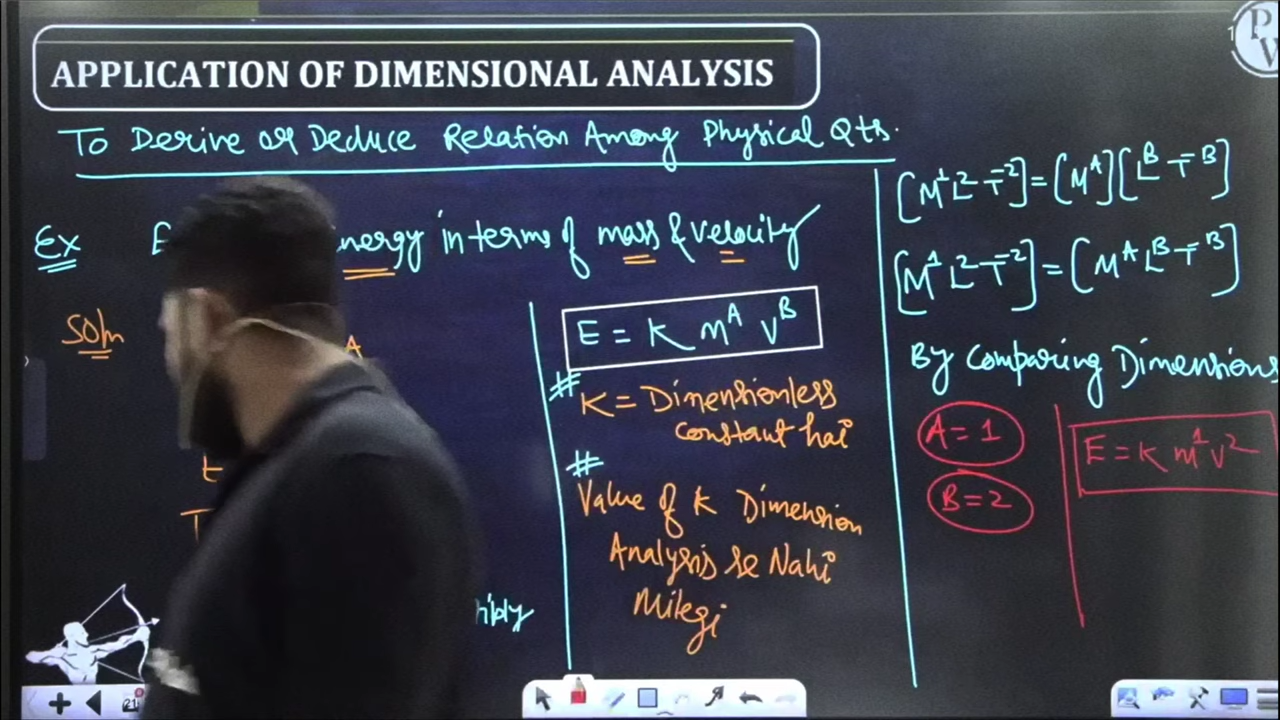 APPLICATION OF DIMENSIONAL ANALYSIS
PW
To Derive or Deduce Relation Among Physical Qts.
Ex
in terms of mass & velocity
Soln
A
E = K m^A V^B
# K = Dimensionless
constant hai
#
Value of K Dimension
Analysis se Nahi
Milegi
[M^1 L^2 T^-2] = [M^A][L^B T^-B]
[M^1 L^2 T^-2] = [M^A L^B T^-B]
By Comparing Dimensions
A = 1
B = 2
E = K m^1 v^2
21